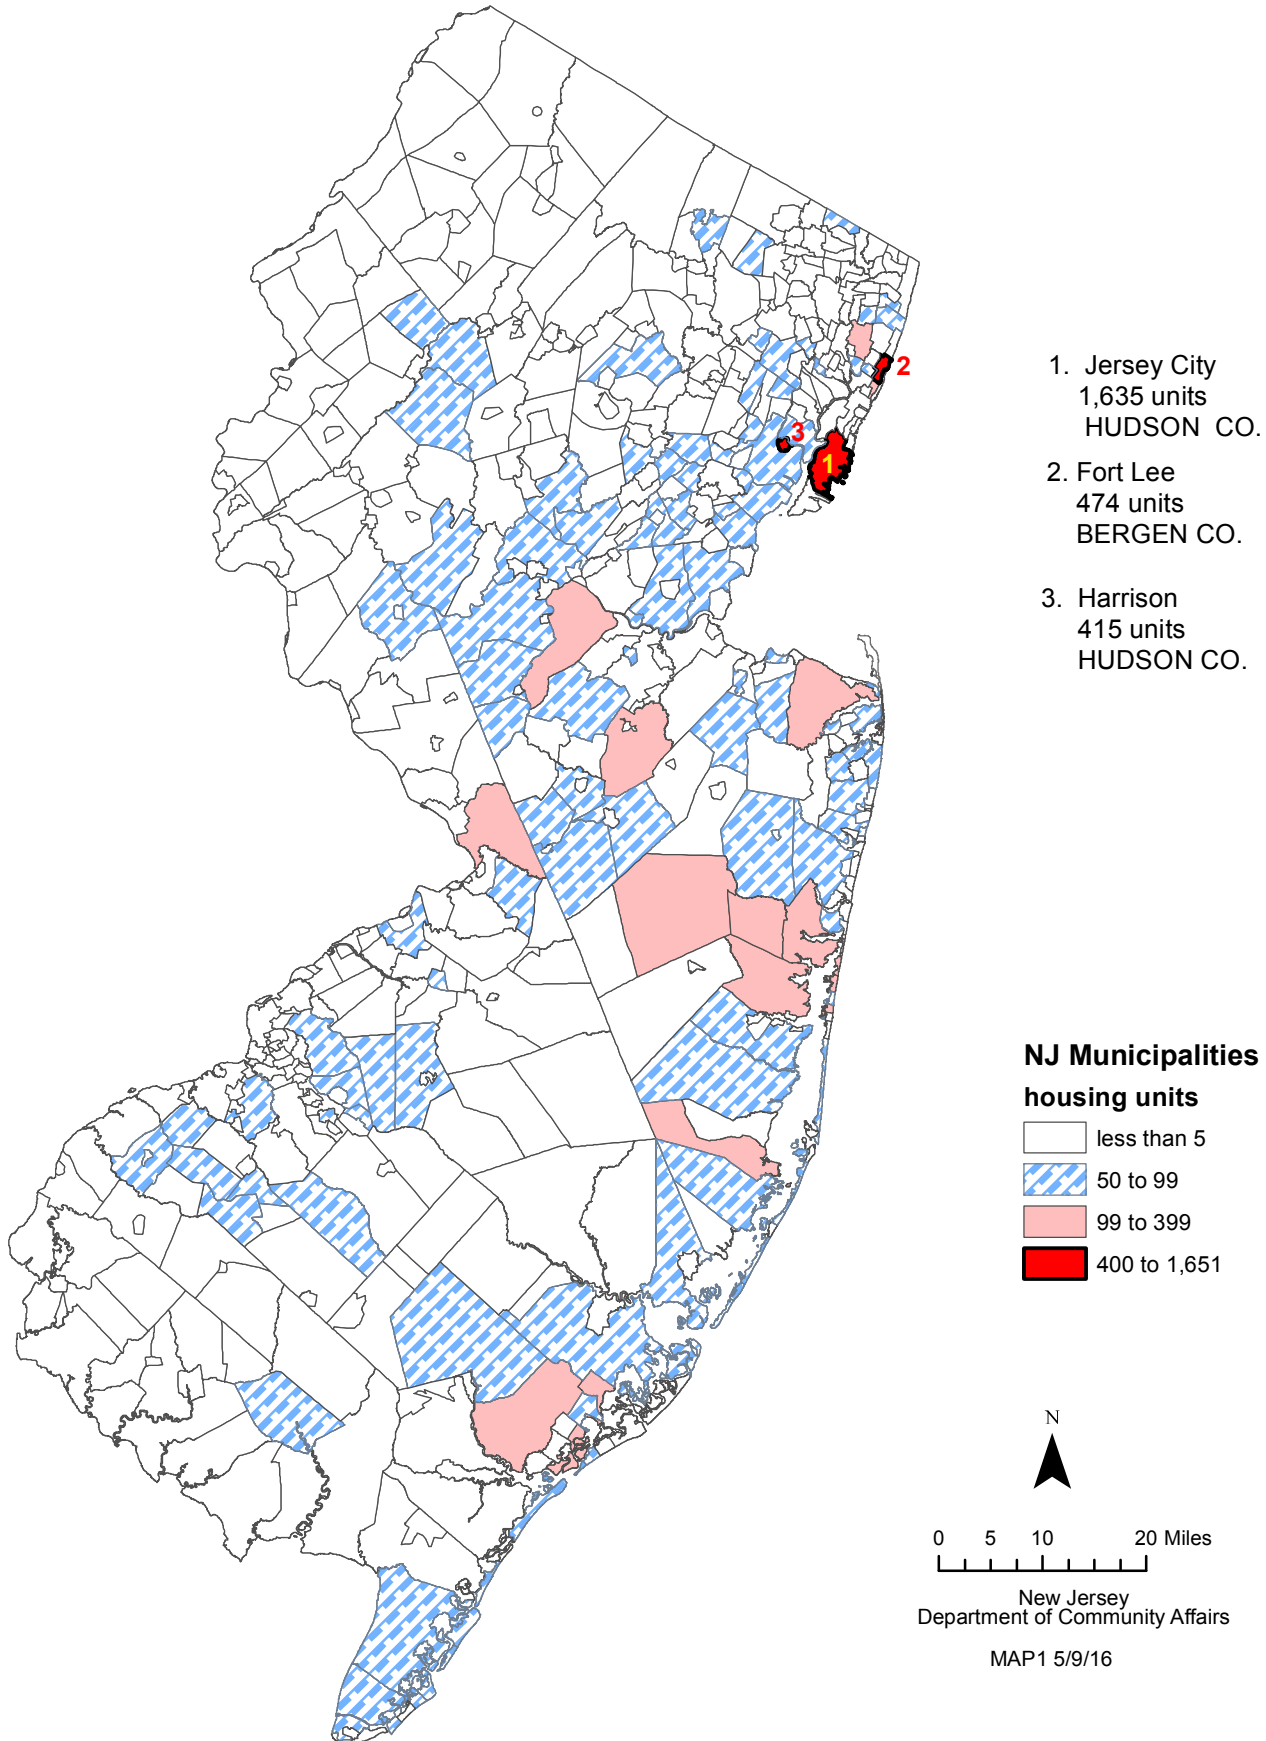 2
3
1
1. Jersey City
1,635 units
HUDSON CO.
2. Fort Lee
474 units
BERGEN CO.
3. Harrison
415 units
HUDSON CO.
NJ Municipalities
housing units
less than 5
50 to 99
99 to 399
400 to 1,651
N
0 5 10 20 Miles
New Jersey
Department of Community Affairs
MAP1 5/9/16